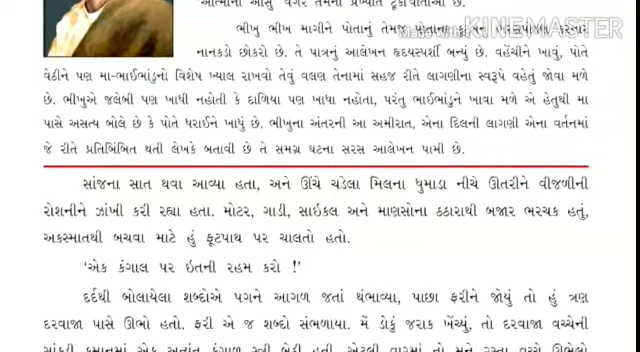 આત્માના આંસુ' વગેરે તેમના પ્રખ્યાત ટૂંકીવાર્તાઓ છે.
ભીખુ ભીખ માગીને પોતાનું તેમજ પોતાના
KINEMASTER
નાનકડો છોકરો છે. તે પાત્રનું આલેખન હૃદયસ્પર્શી બન્યું છે. વહેંચીને ખાવું, પોતે
વેઠીને પણ મા-ભાઈભાંડુનો વિશેષ ખ્યાલ રાખવો તેવું વલણ તેનામાં સહજ રીતે લાગણીના સ્વરૂપે વહેતું જોવા મળે
છે. ભીખુએ જલેબી પણ ખાધી નહોતી કે દાળિયા પણ ખાધા નહોતા, પરંતુ ભાઈભાંડુને ખાવા મળે એ હેતુથી મા
પાસે અસત્ય બોલે છે કે પોતે ધરાઈને ખાધું છે. ભીખુના અંતરની આ અમીરાત, એના દિલની લાગણી એના વર્તનમાં
જે રીતે પ્રતિબિંબિત થતી લેખકે બતાવી છે તે સમગ્ર ઘટના સરસ આલેખન પામી છે.
સાંજના સાત થવા આવ્યા હતા, અને ઊંચે ચડેલા મિલના ધુમાડા નીચે ઊતરીને વીજળીની
રોશનીને ઝાંખી કરી રહ્યા હતા. મોટર, ગાડી, સાઇકલ અને માણસોના ઠઠારાથી બજાર ભરચક હતું,
અકસ્માતથી બચવા માટે હું ફૂટપાથ પર ચાલતો હતો.
'એક કંગાલ પર ઇતની રહમ કરો !'
દર્દથી બોલાયેલા શબ્દોએ પગને આગળ જતાં થંભાવ્યા, પાછા ફરીને જોયું તો હું ત્રણ
દરવાજા પાસે ઊભો હતો. ફરી એ જ શબ્દો સંભળાયા. મેં ડોકું જરાક ખેંચ્યું, તો દરવાજા વચ્ચેની